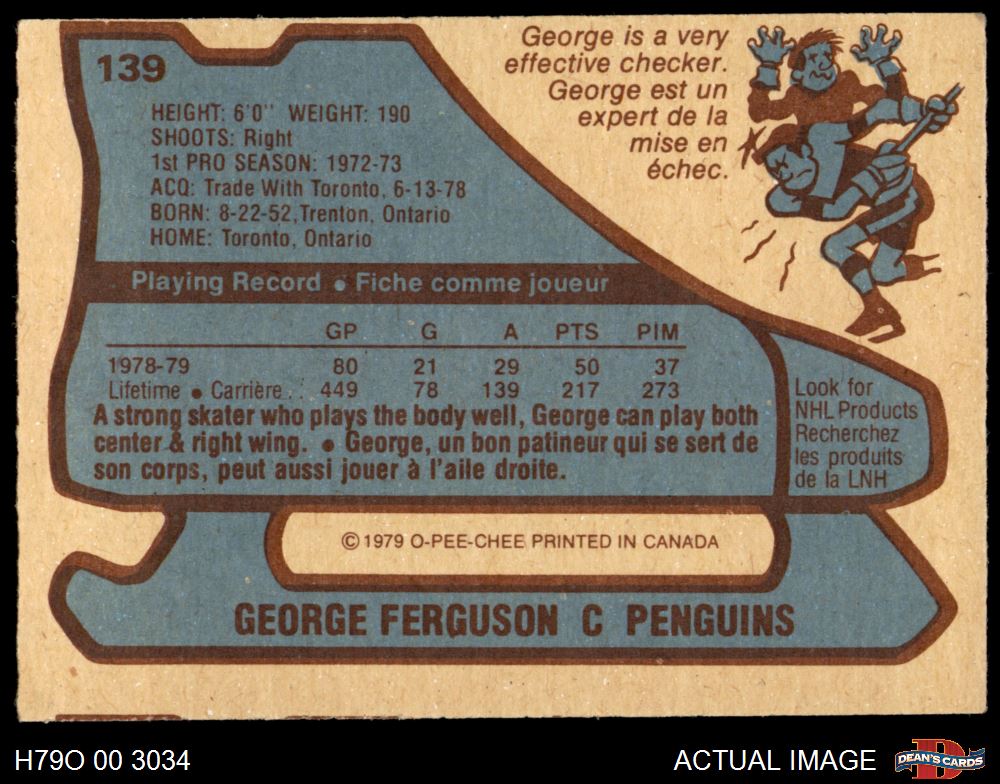 139
George is a very
effective checker.
George est un
expert de la
mise en
échec.
HEIGHT: 6'0" WEIGHT: 190
SHOOTS: Right
1st PRO SEASON: 1972-73
ACQ: Trade With Toronto, 6-13-78
BORN: 8-22-52, Trenton, Ontario
HOME: Toronto, Ontario
Playing Record • Fiche comme joueur
GP G A PTS PIM
1978-79 80 21 29 50 37
Lifetime • Carrière . . 449 78 139 217 273
A strong skater who plays the body well, George can play both
center & right wing. • George, un bon patineur qui se sert de
son corps, peut aussi jouer à l'aile droite.
Look for
NHL Products
Recherchez
les produits
de la LNH
© 1979 O-PEE-CHEE PRINTED IN CANADA
GEORGE FERGUSON C PENGUINS
H79O 00 3034
ACTUAL IMAGE
D
DEAN'S CARDS